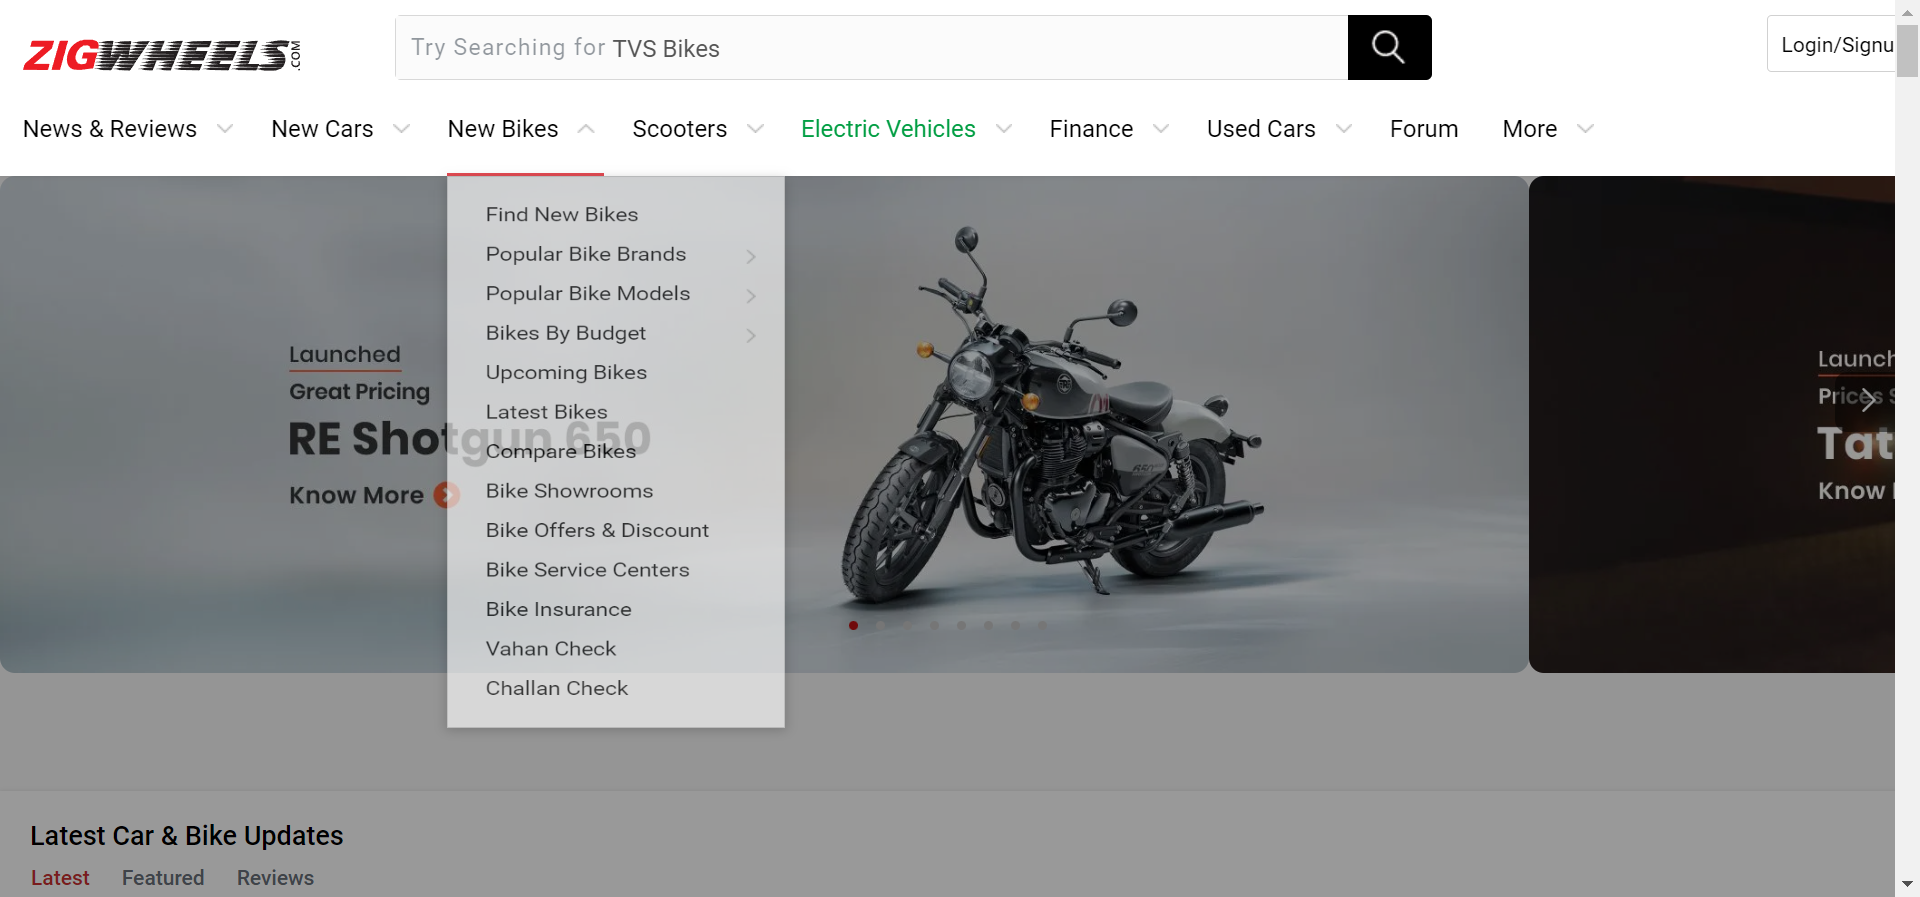 ZIGWHEELS.COM
Try Searching for TVS Bikes
Login/Signu
News & Reviews
New Cars
New Bikes
Scooters
Electric Vehicles
Finance
Used Cars
Forum
More
Find New Bikes
Popular Bike Brands
Popular Bike Models
Bikes By Budget
Upcoming Bikes
Latest Bikes
Compare Bikes
Bike Showrooms
Bike Offers & Discount
Bike Service Centers
Bike Insurance
Vahan Check
Challan Check
Launched
Great Pricing
RE Shotgun 650
Know More
Launch
Prices S
Tat
Know
Latest Car & Bike Updates
Latest
Featured
Reviews